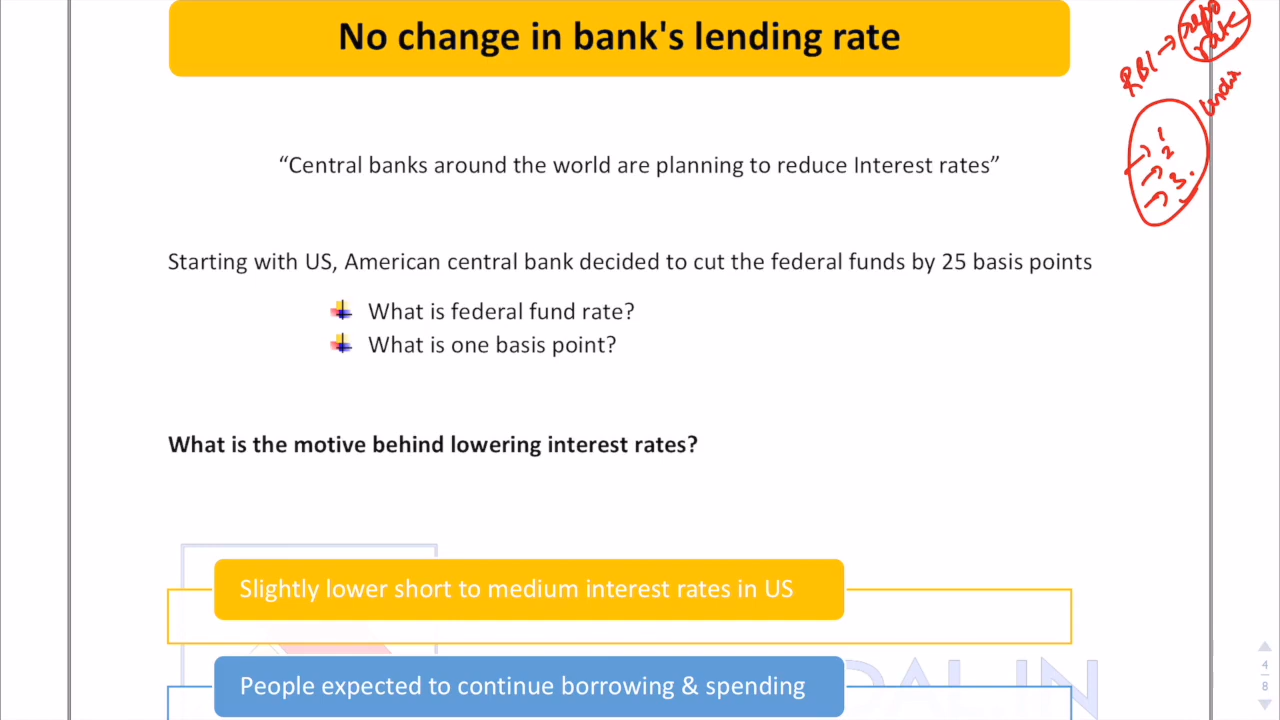 No change in bank's lending rate
RBI → repo rate
India
→ 1
→ 2
→ 3.
“Central banks around the world are planning to reduce Interest rates”
Starting with US, American central bank decided to cut the federal funds by 25 basis points
What is federal fund rate?
What is one basis point?
What is the motive behind lowering interest rates?
Slightly lower short to medium interest rates in US
People expected to continue borrowing & spending
4
8